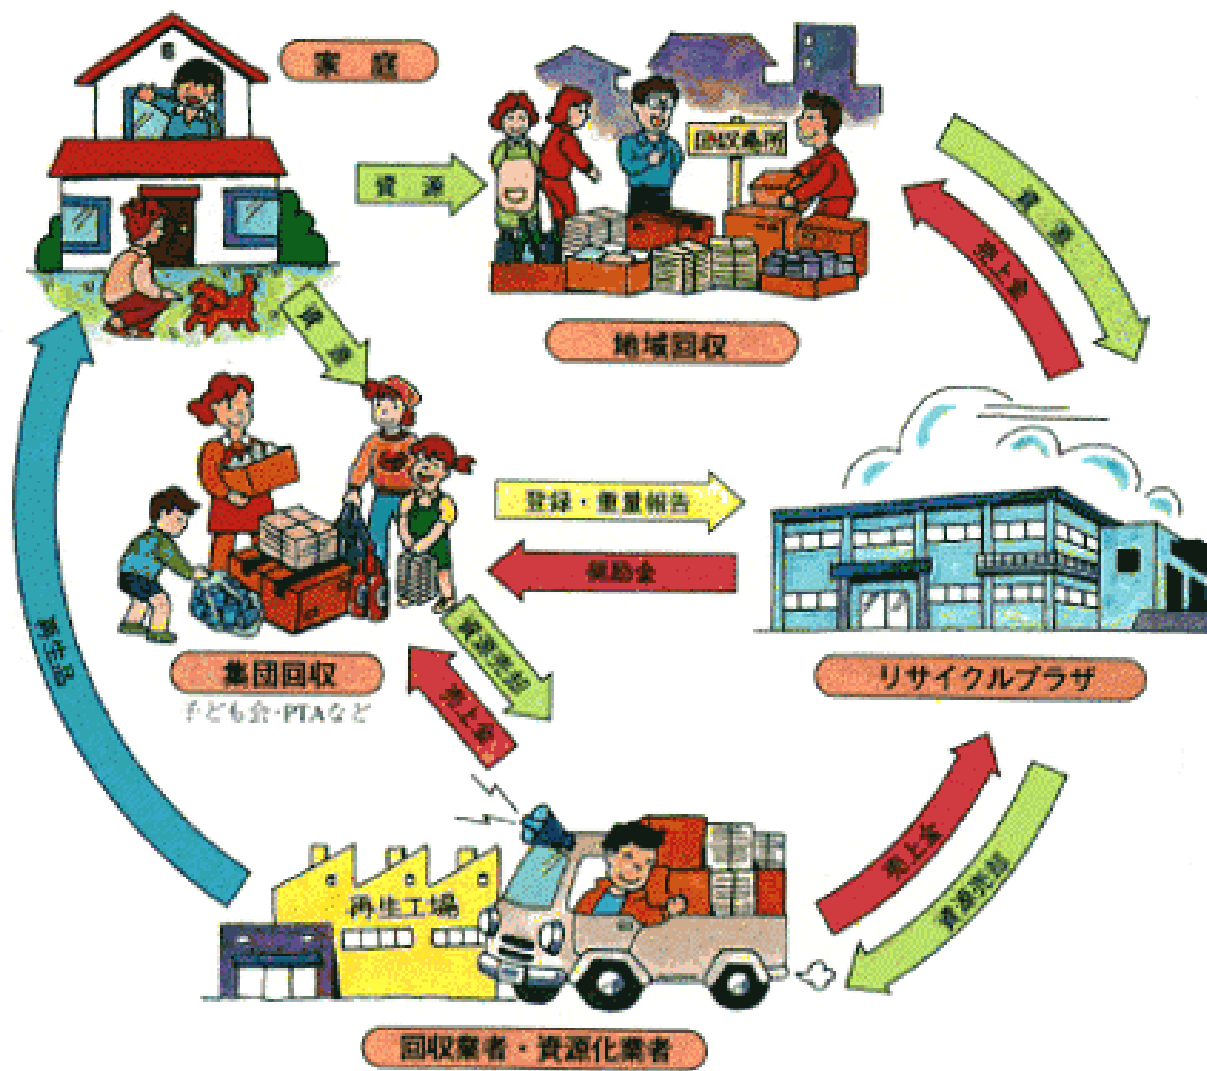 家庭
回収場所
資源
資源
売上金
地域回収
資源
登録・重量報告
奨励金
再生品
資源売却
集団回収
子ども会・PTAなど
売上金
リサイクルプラザ
売上金
資源売却
再生工場
回収業者・資源化業者